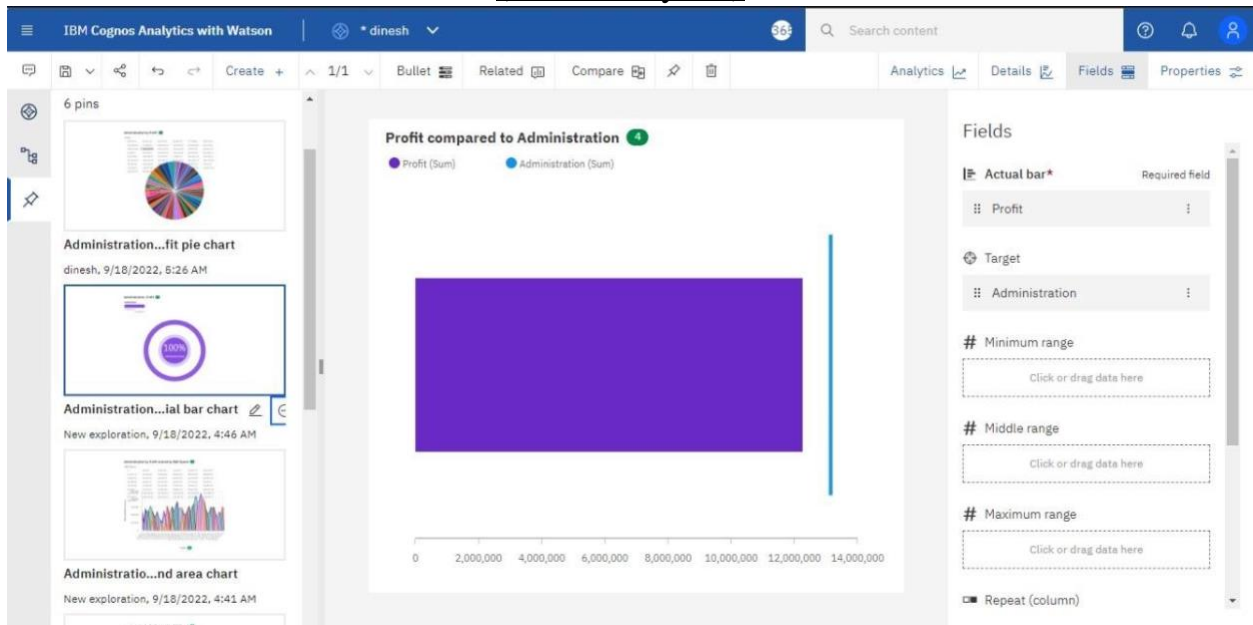 IBM Cognos Analytics with Watson
* dinesh
Search content
Create +
1/1
Bullet
Related
Compare
Analytics
Details
Fields
Properties
6 pins
Administration...fit pie chart
dinesh, 9/18/2022, 5:26 AM
100%
Administration...ial bar chart
New exploration, 9/18/2022, 4:46 AM
Administratio...nd area chart
New exploration, 9/18/2022, 4:41 AM
Profit compared to Administration 4
Profit (Sum)
Administration (Sum)
0 2,000,000 4,000,000 6,000,000 8,000,000 10,000,000 12,000,000 14,000,000
Fields
Actual bar* Required field
Profit
Target
Administration
# Minimum range
Click or drag data here
# Middle range
Click or drag data here
# Maximum range
Click or drag data here
Repeat (column)